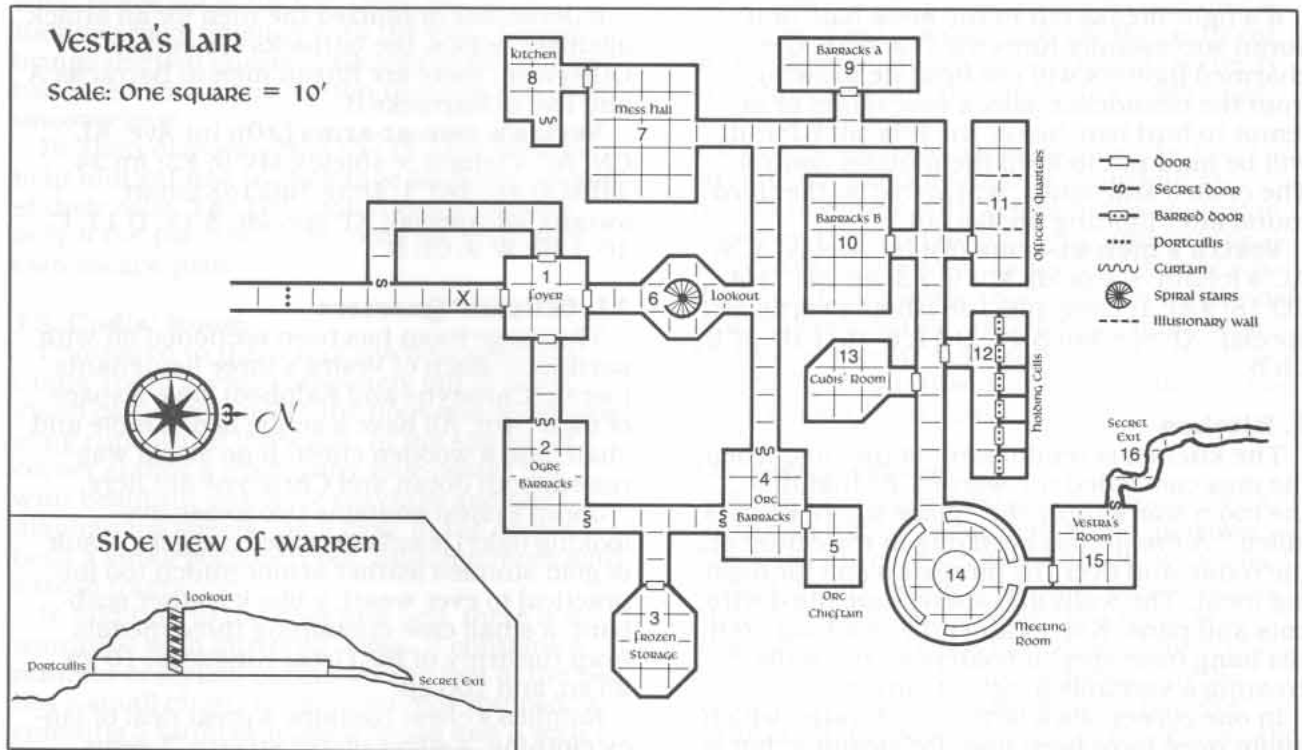 Vestra's Lair
Scale: One square = 10'
Kitchen
8
S
Mess Hall
7
Barracks A
9
Barracks B
10
11
Officers' Quarters
Door
Secret door
S
Barred door
Portcullis
Curtain
Spiral stairs
Illusionary wall
S
X
1
Foyer
6
Lookout
N
S
2
Ogre
Barracks
13
Cudis' Room
12
Holding Cells
S
4
Orc
Barracks
S
S
5
Orc
Chieftain
3
Frozen
Storage
14
Meeting
Room
Vestra's
Room
15
S
Secret
Exit
16
Side view of warren
Lookout
Portcullis
Secret Exit